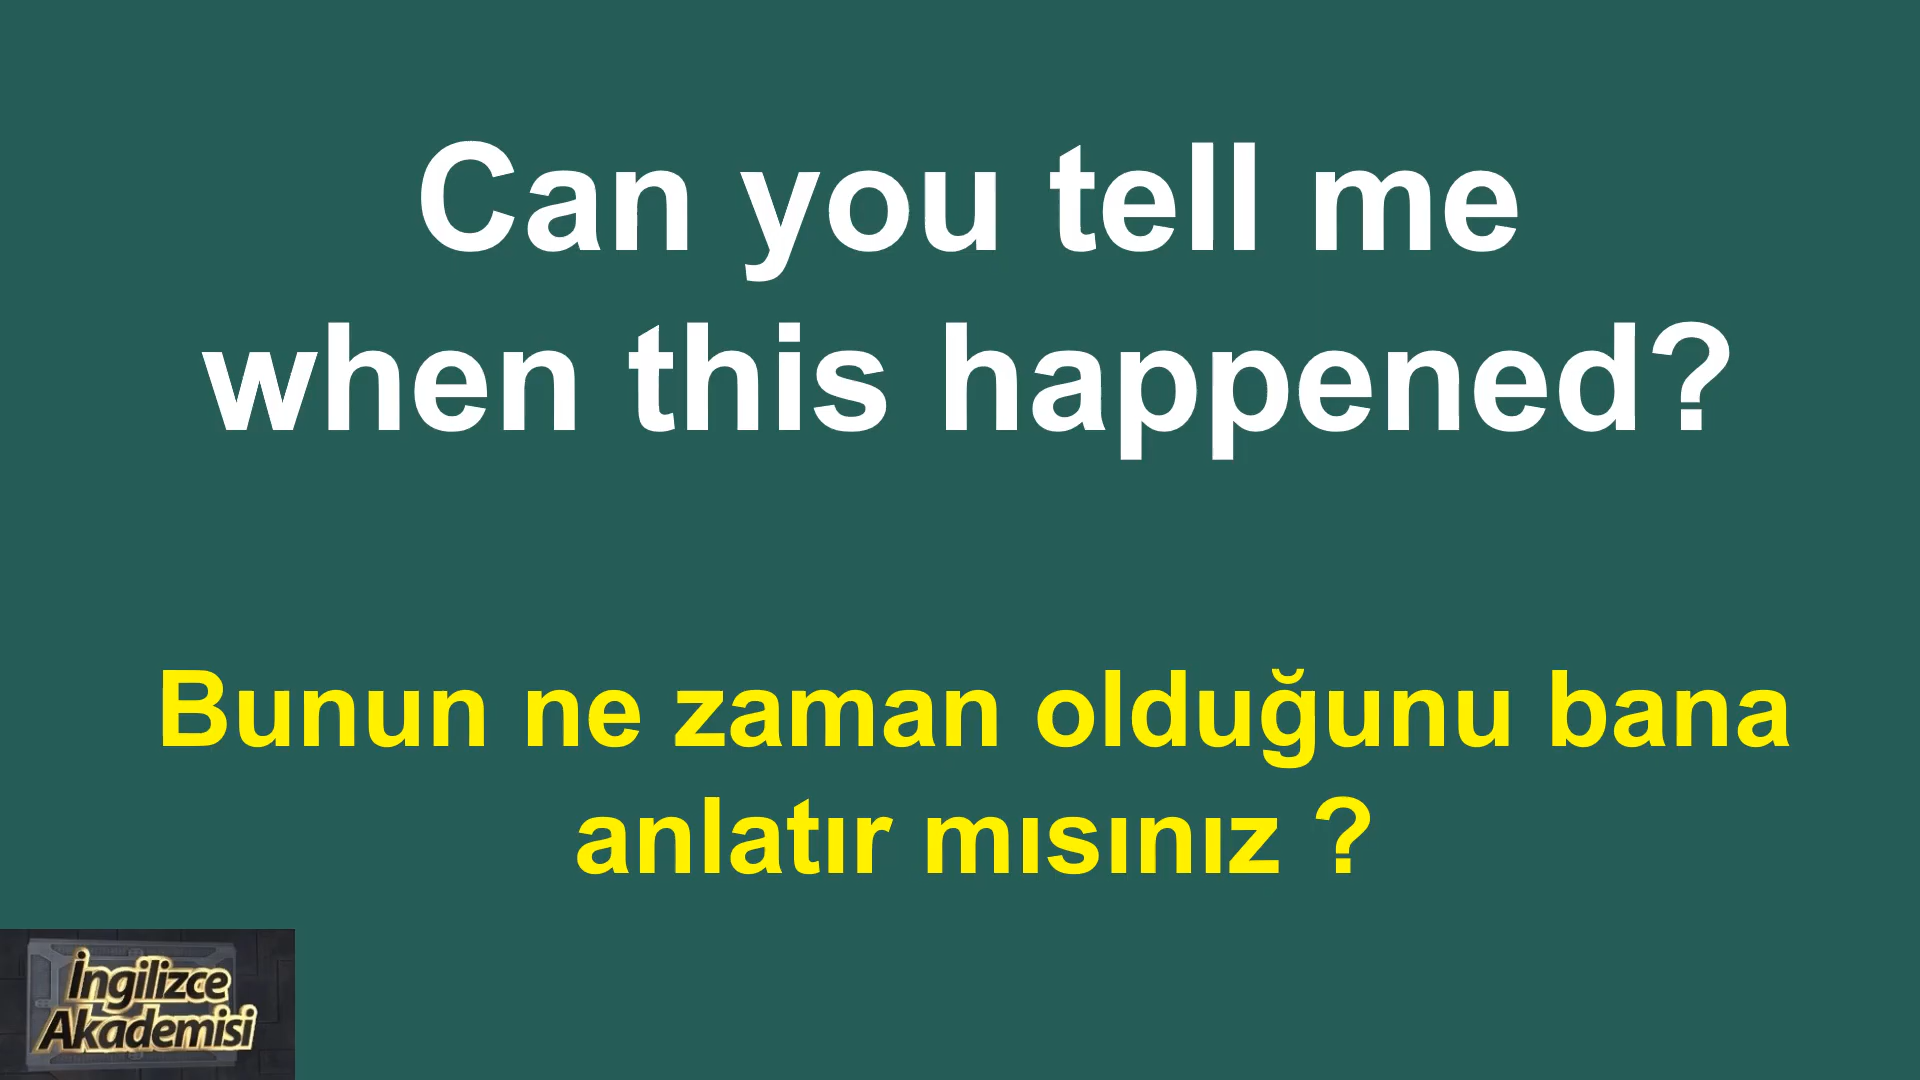 Can you tell me
when this happened?
Bunun ne zaman olduğunu bana
anlatır mısınız ?
İngilizce
Akademisi